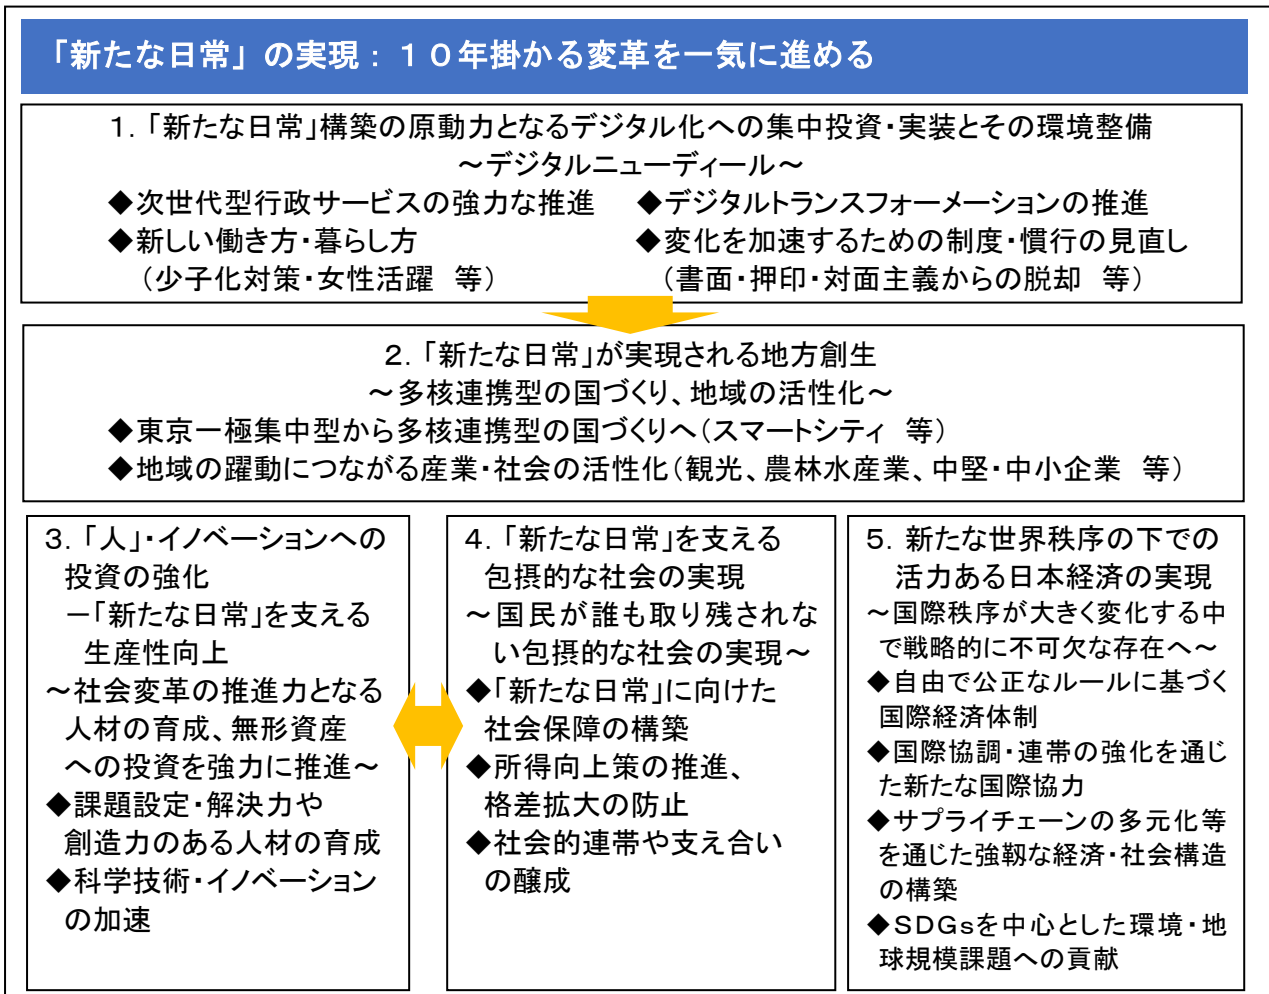 「新たな日常」の実現：１０年掛かる変革を一気に進める
１．「新たな日常」構築の原動力となるデジタル化への集中投資・実装とその環境整備
～デジタルニューディール～
◆次世代型行政サービスの強力な推進　◆デジタルトランスフォーメーションの推進
◆新しい働き方・暮らし方　◆変化を加速するための制度・慣行の見直し
（少子化対策・女性活躍　等）　（書面・押印・対面主義からの脱却　等）
２．「新たな日常」が実現される地方創生
～多核連携型の国づくり、地域の活性化～
◆東京一極集中型から多核連携型の国づくりへ（スマートシティ　等）
◆地域の躍動につながる産業・社会の活性化（観光、農林水産業、中堅・中小企業　等）
３．「人」・イノベーションへの
投資の強化
－「新たな日常」を支える
生産性向上
～社会変革の推進力となる
人材の育成、無形資産
への投資を強力に推進～
◆課題設定・解決力や
創造力のある人材の育成
◆科学技術・イノベーション
の加速
４．「新たな日常」を支える
包摂的な社会の実現
～国民が誰も取り残されな
い包摂的な社会の実現～
◆「新たな日常」に向けた
社会保障の構築
◆所得向上策の推進、
格差拡大の防止
◆社会的連帯や支え合い
の醸成
５．新たな世界秩序の下での
活力ある日本経済の実現
～国際秩序が大きく変化する中
で戦略的に不可欠な存在へ～
◆自由で公正なルールに基づく
国際経済体制
◆国際協調・連帯の強化を通じ
た新たな国際協力
◆サプライチェーンの多元化等
を通じた強靱な経済・社会構造
の構築
◆ＳＤＧｓを中心とした環境・地
球規模課題への貢献